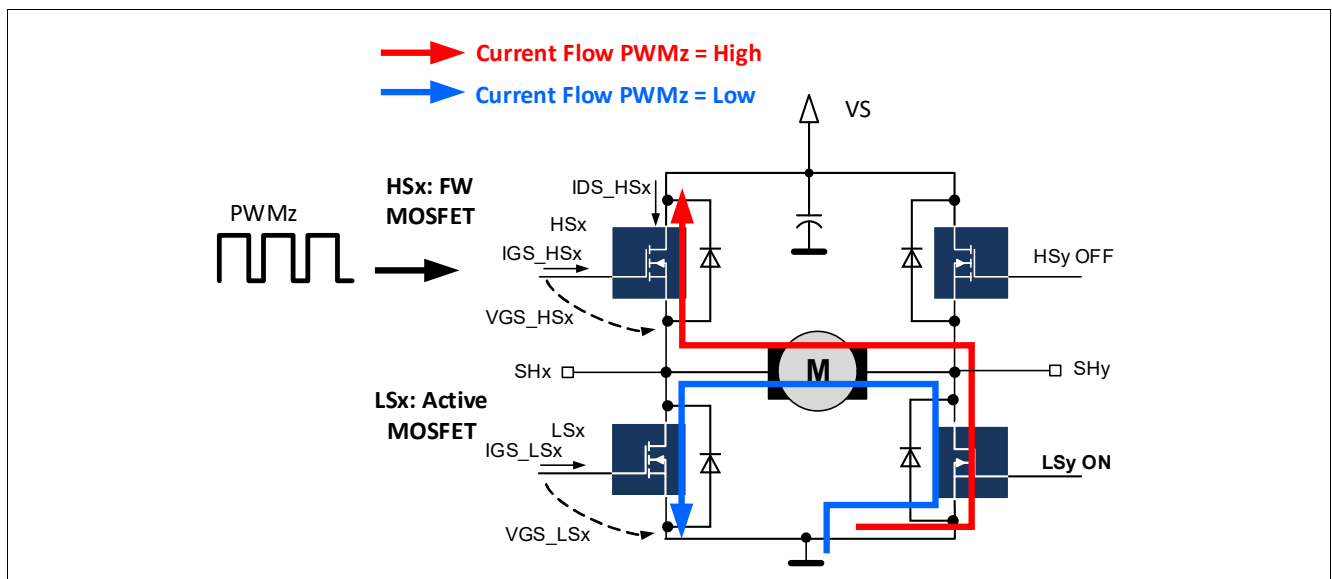 Current Flow PWMz = High
Current Flow PWMz = Low
VS
HSx: FW
MOSFET
IDS_HSx
PWMz
HSx
IGS_HSx
HSy OFF
VGS_HSx
SHx
M
SHy
LSx: Active
MOSFET
LSx
IGS_LSx
LSy ON
VGS_LSx